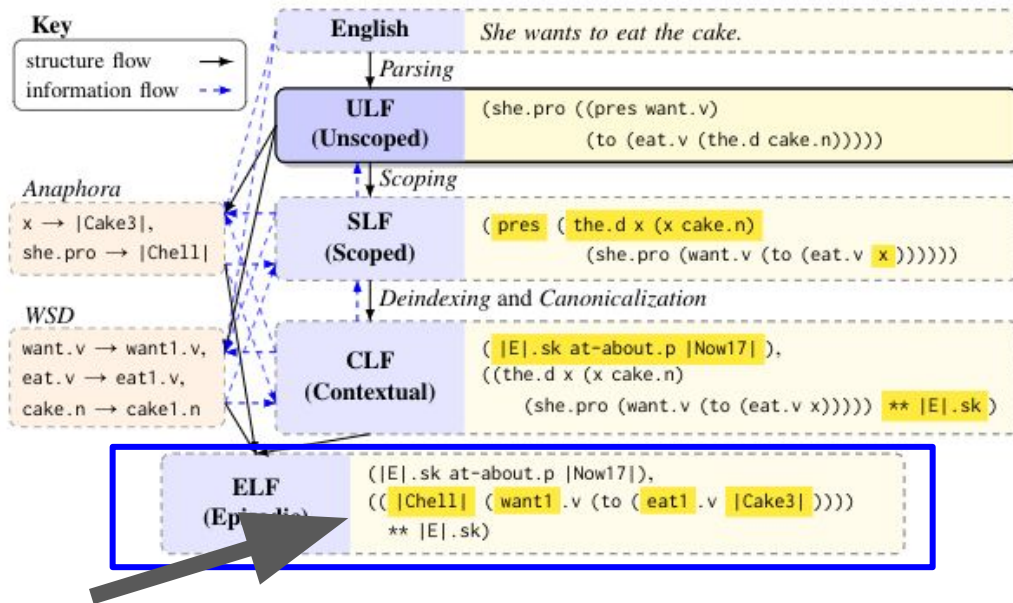 Key
structure flow
information flow
English
She wants to eat the cake.
Parsing
ULF
(Unscoped)
(she.pro ((pres want.v)
(to (eat.v (the.d cake.n)))))
Scoping
Anaphora
x → |Cake3|,
she.pro → |Chell|
SLF
(Scoped)
(pres (the.d x (x cake.n)
(she.pro (want.v (to (eat.v x))))))
Deindexing and Canonicalization
WSD
want.v → want1.v,
eat.v → eat1.v,
cake.n → cake1.n
CLF
(Contextual)
(|E|.sk at-about.p |Now17|),
((the.d x (x cake.n)
(she.pro (want.v (to (eat.v x))))) ** |E|.sk)
ELF
(Episodic)
(|E|.sk at-about.p |Now17|),
((|Chell| (want1.v (to (eat1.v |Cake3|))))
** |E|.sk)